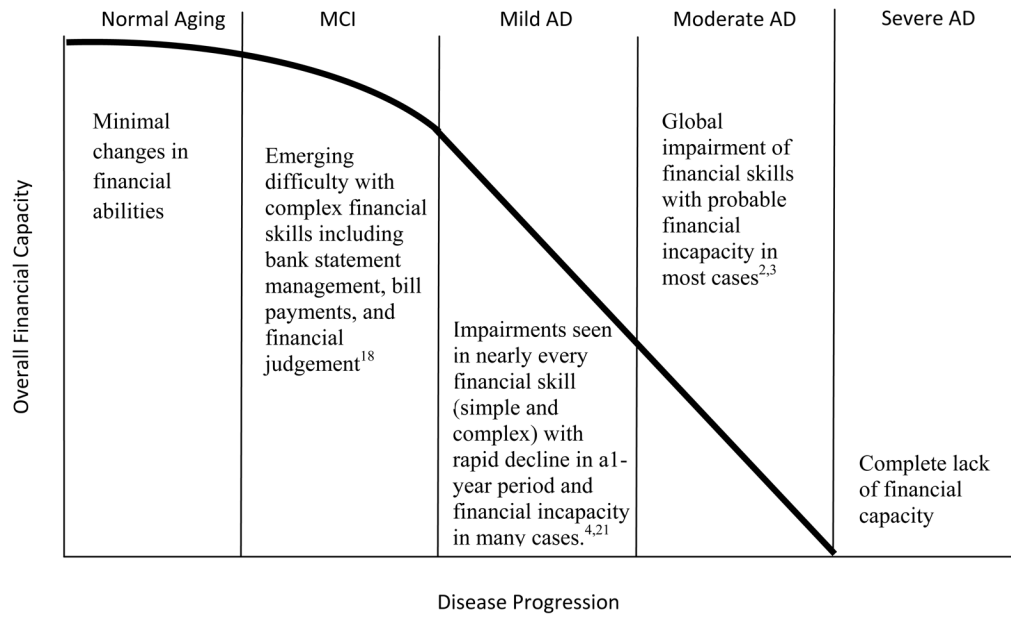 Normal Aging
MCI
Mild AD
Moderate AD
Severe AD
Overall Financial Capacity
Minimal
changes in
financial
abilities
Emerging
difficulty with
complex financial
skills including
bank statement
management, bill
payments, and
financial
judgement18
Impairments seen
in nearly every
financial skill
(simple and
complex) with
rapid decline in a1-
year period and
financial incapacity
in many cases.4,21
Global
impairment of
financial skills
with probable
financial
incapacity in
most cases2,3
Complete lack
of financial
capacity
Disease Progression